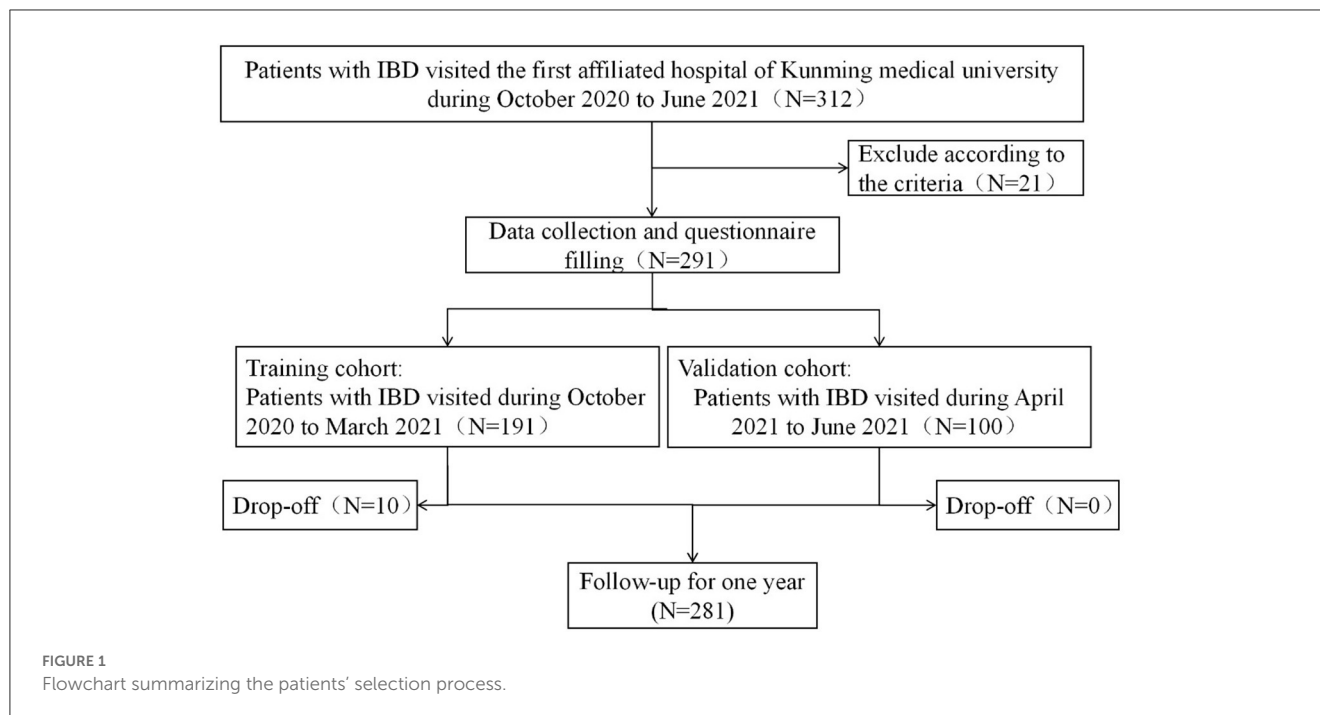 Patients with IBD visited the first affiliated hospital of Kunming medical university
during October 2020 to June 2021（N=312）
Exclude according to
the criteria（N=21）
Data collection and questionnaire
filling（N=291）
Training cohort:
Patients with IBD visited during October
2020 to March 2021（N=191）
Validation cohort:
Patients with IBD visited during April
2021 to June 2021（N=100）
Drop-off（N=10）
Drop-off（N=0）
Follow-up for one year
(N=281)
FIGURE 1
Flowchart summarizing the patients’ selection process.